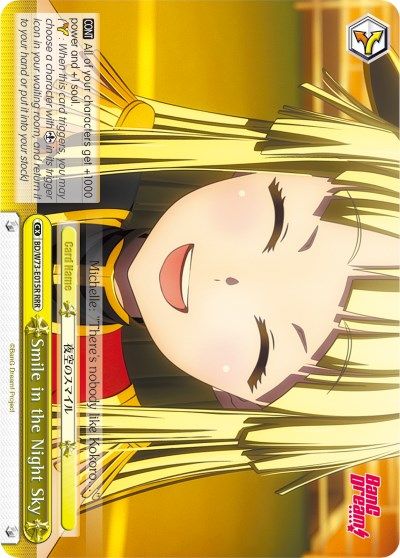 CONT All of your characters get +1000
power and +1 soul.
: When this card triggers, you may
choose a character with in its trigger
icon in your waiting room, and return it
to your hand or put it into your stock)
Michelle: "There's nobody like Kokoro..."
Card Name
夜空のスマイル
CX BD/W73-E015R RRR
Smile in the Night Sky
©BanG Dream! Project
BanG
Dream!